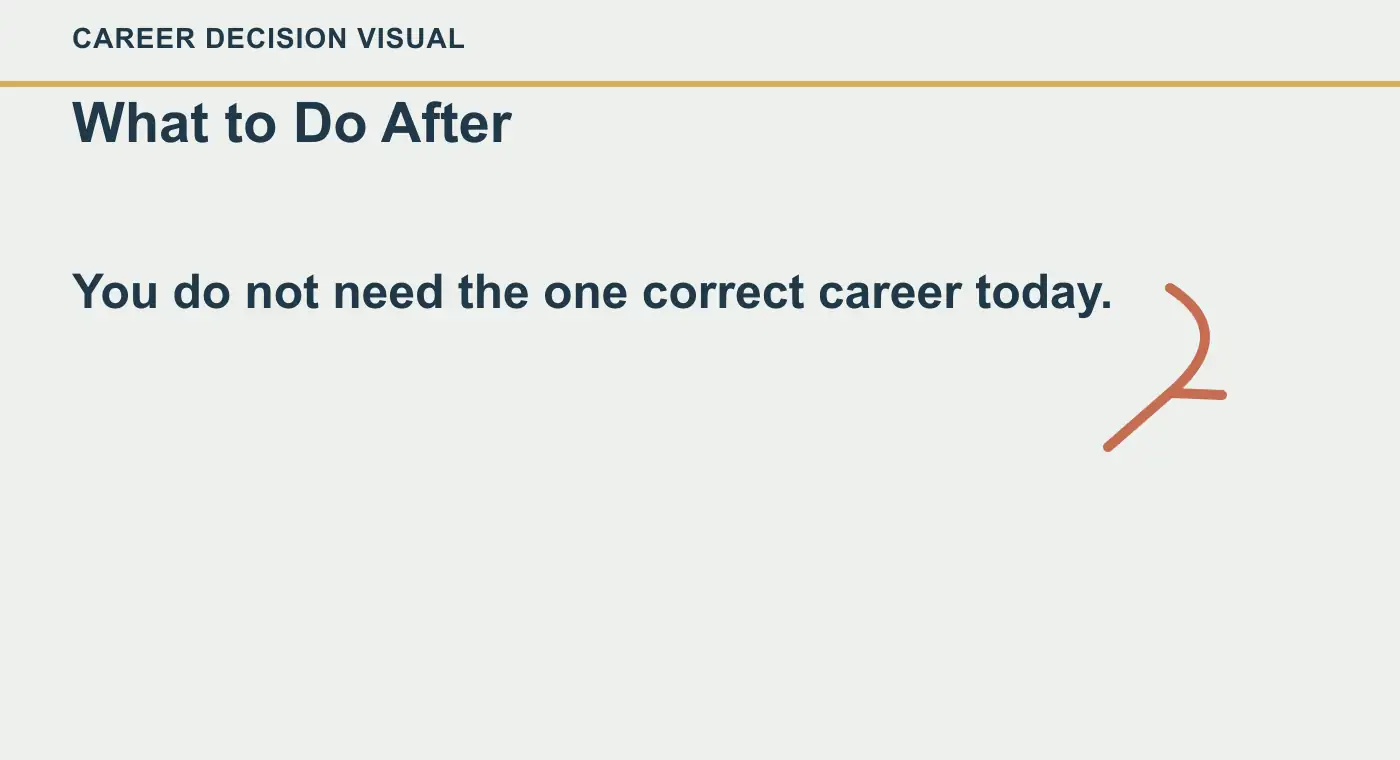 CAREER DECISION VISUAL
What to Do After
You do not need the one correct career today.